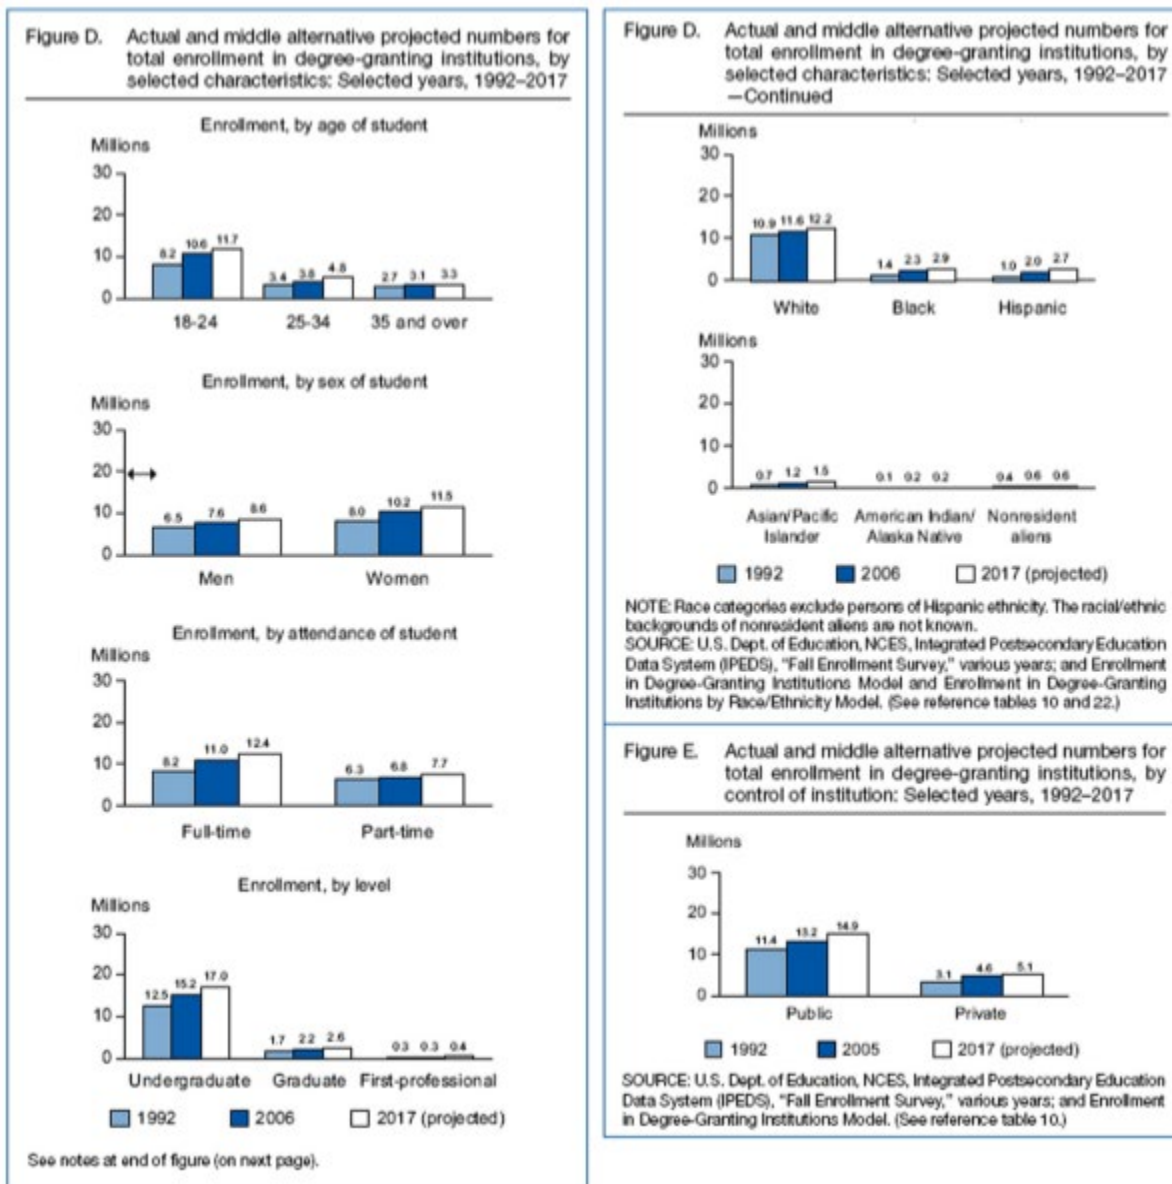 Figure D. Actual and middle alternative projected numbers for
total enrollment in degree-granting institutions, by
selected characteristics: Selected years, 1992–2017
Enrollment, by age of student
Millions
30
20
10
0
8.2 10.6 11.7
3.4 3.8 4.8
2.7 3.1 3.3
18-24 25-34 35 and over
Enrollment, by sex of student
Millions
30
20
10
0
6.5 7.6 8.6
8.0 10.2 11.5
Men Women
Enrollment, by attendance of student
Millions
30
20
10
0
8.2 11.0 12.4
6.3 6.8 7.7
Full-time Part-time
Enrollment, by level
Millions
30
20
10
0
12.5 15.2 17.0
1.7 2.2 2.6
0.3 0.3 0.4
Undergraduate Graduate First-professional
1992 2006 2017 (projected)
See notes at end of figure (on next page).
Figure D. Actual and middle alternative projected numbers for
total enrollment in degree-granting institutions, by
selected characteristics: Selected years, 1992–2017
—Continued
Millions
30
20
10
0
10.9 11.6 12.2
1.4 2.3 2.9
1.0 2.0 2.7
White Black Hispanic
Millions
30
20
10
0
0.7 1.2 1.5
0.1 0.2 0.2
0.4 0.6 0.6
Asian/Pacific American Indian/ Nonresident
Islander Alaska Native aliens
1992 2006 2017 (projected)
NOTE: Race categories exclude persons of Hispanic ethnicity. The racial/ethnic
backgrounds of nonresident aliens are not known.
SOURCE: U.S. Dept. of Education, NCES, Integrated Postsecondary Education
Data System (IPEDS), "Fall Enrollment Survey," various years; and Enrollment
in Degree-Granting Institutions Model and Enrollment in Degree-Granting
Institutions by Race/Ethnicity Model. (See reference tables 10 and 22.)
Figure E. Actual and middle alternative projected numbers for
total enrollment in degree-granting institutions, by
control of institution: Selected years, 1992–2017
Millions
30
20
10
0
11.4 13.2 14.9
3.1 4.6 5.1
Public Private
1992 2005 2017 (projected)
SOURCE: U.S. Dept. of Education, NCES, Integrated Postsecondary Education
Data System (IPEDS), "Fall Enrollment Survey," various years; and Enrollment
in Degree-Granting Institutions Model. (See reference table 10.)